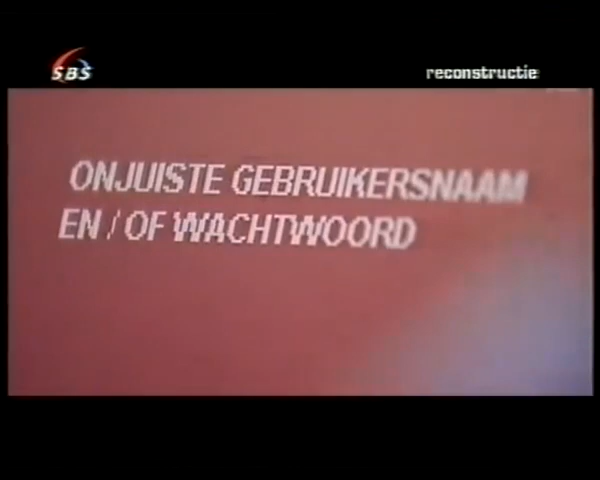 SBS
reconstructie
ONJUISTE GEBRUIKERSNAAM
EN / OF WACHTWOORD